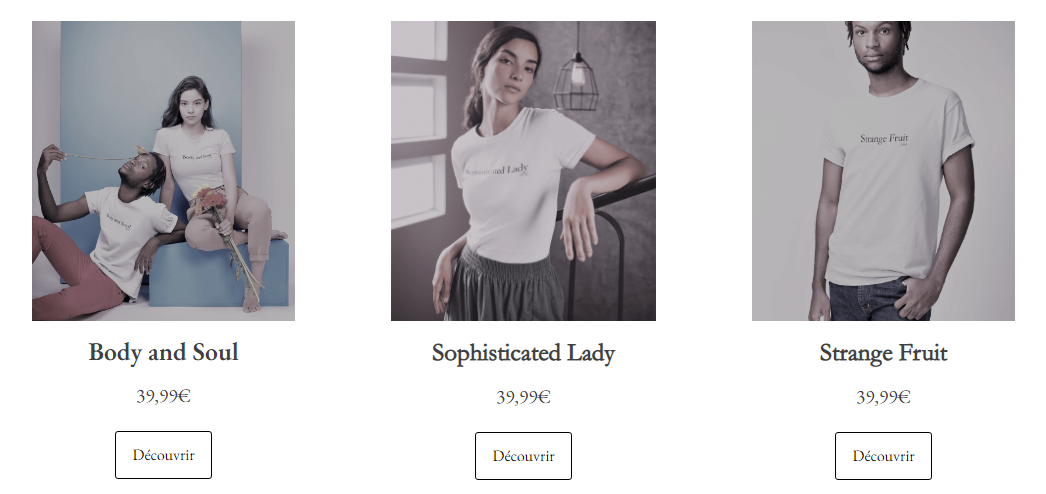 Body and Soul
Body and Soul
Sophisticated Lady
Strange Fruit
Body and Soul
Sophisticated Lady
Strange Fruit
39,99€
39,99€
39,99€
Découvrir
Découvrir
Découvrir